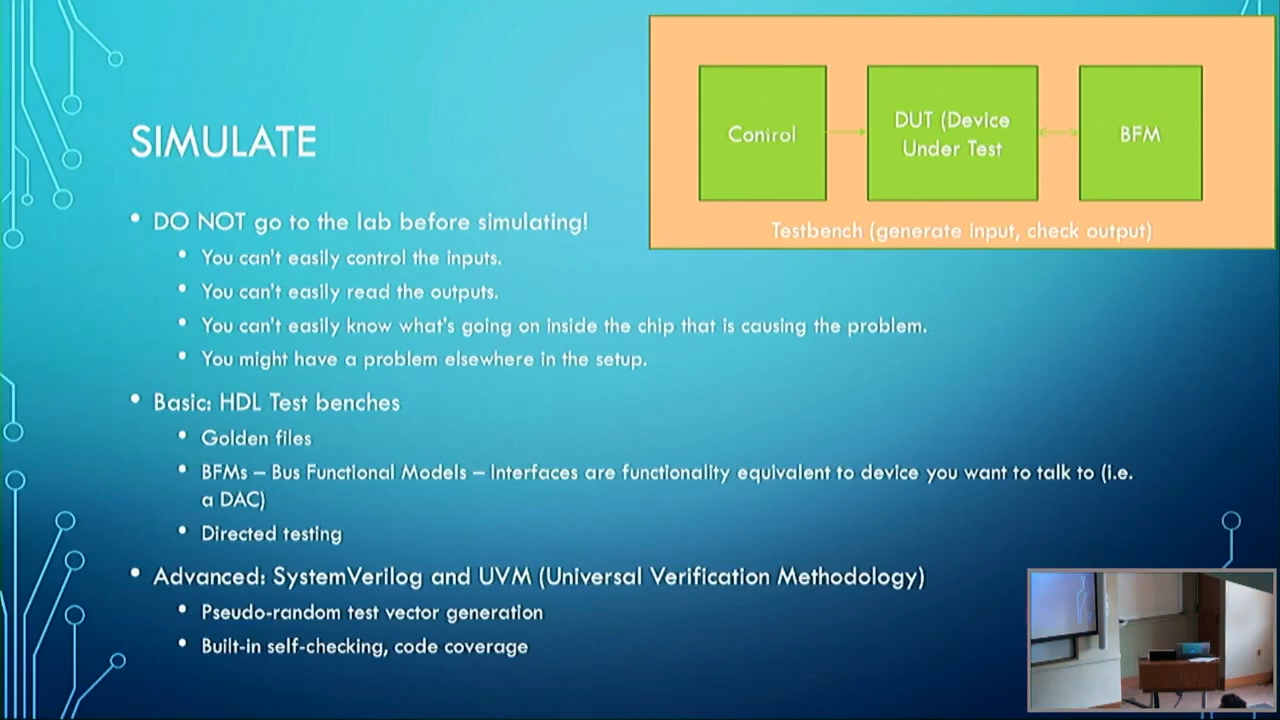 SIMULATE
• DO NOT go to the lab before simulating!
• You can't easily control the inputs.
• You can't easily read the outputs.
• You can't easily know what's going on inside the chip that is causing the problem.
• You might have a problem elsewhere in the setup.
• Basic: HDL Test benches
• Golden files
• BFMs – Bus Functional Models – Interfaces are functionality equivalent to device you want to talk to (i.e.
a DAC)
• Directed testing
• Advanced: SystemVerilog and UVM (Universal Verification Methodology)
• Pseudo-random test vector generation
• Built-in self-checking, code coverage
Control
DUT (Device
Under Test
BFM
Testbench (generate input, check output)